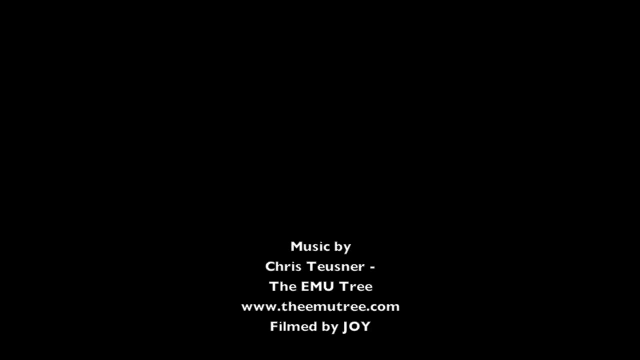 Music by
Chris Teusner -
The EMU Tree
www.theemutree.com
Filmed by JOY